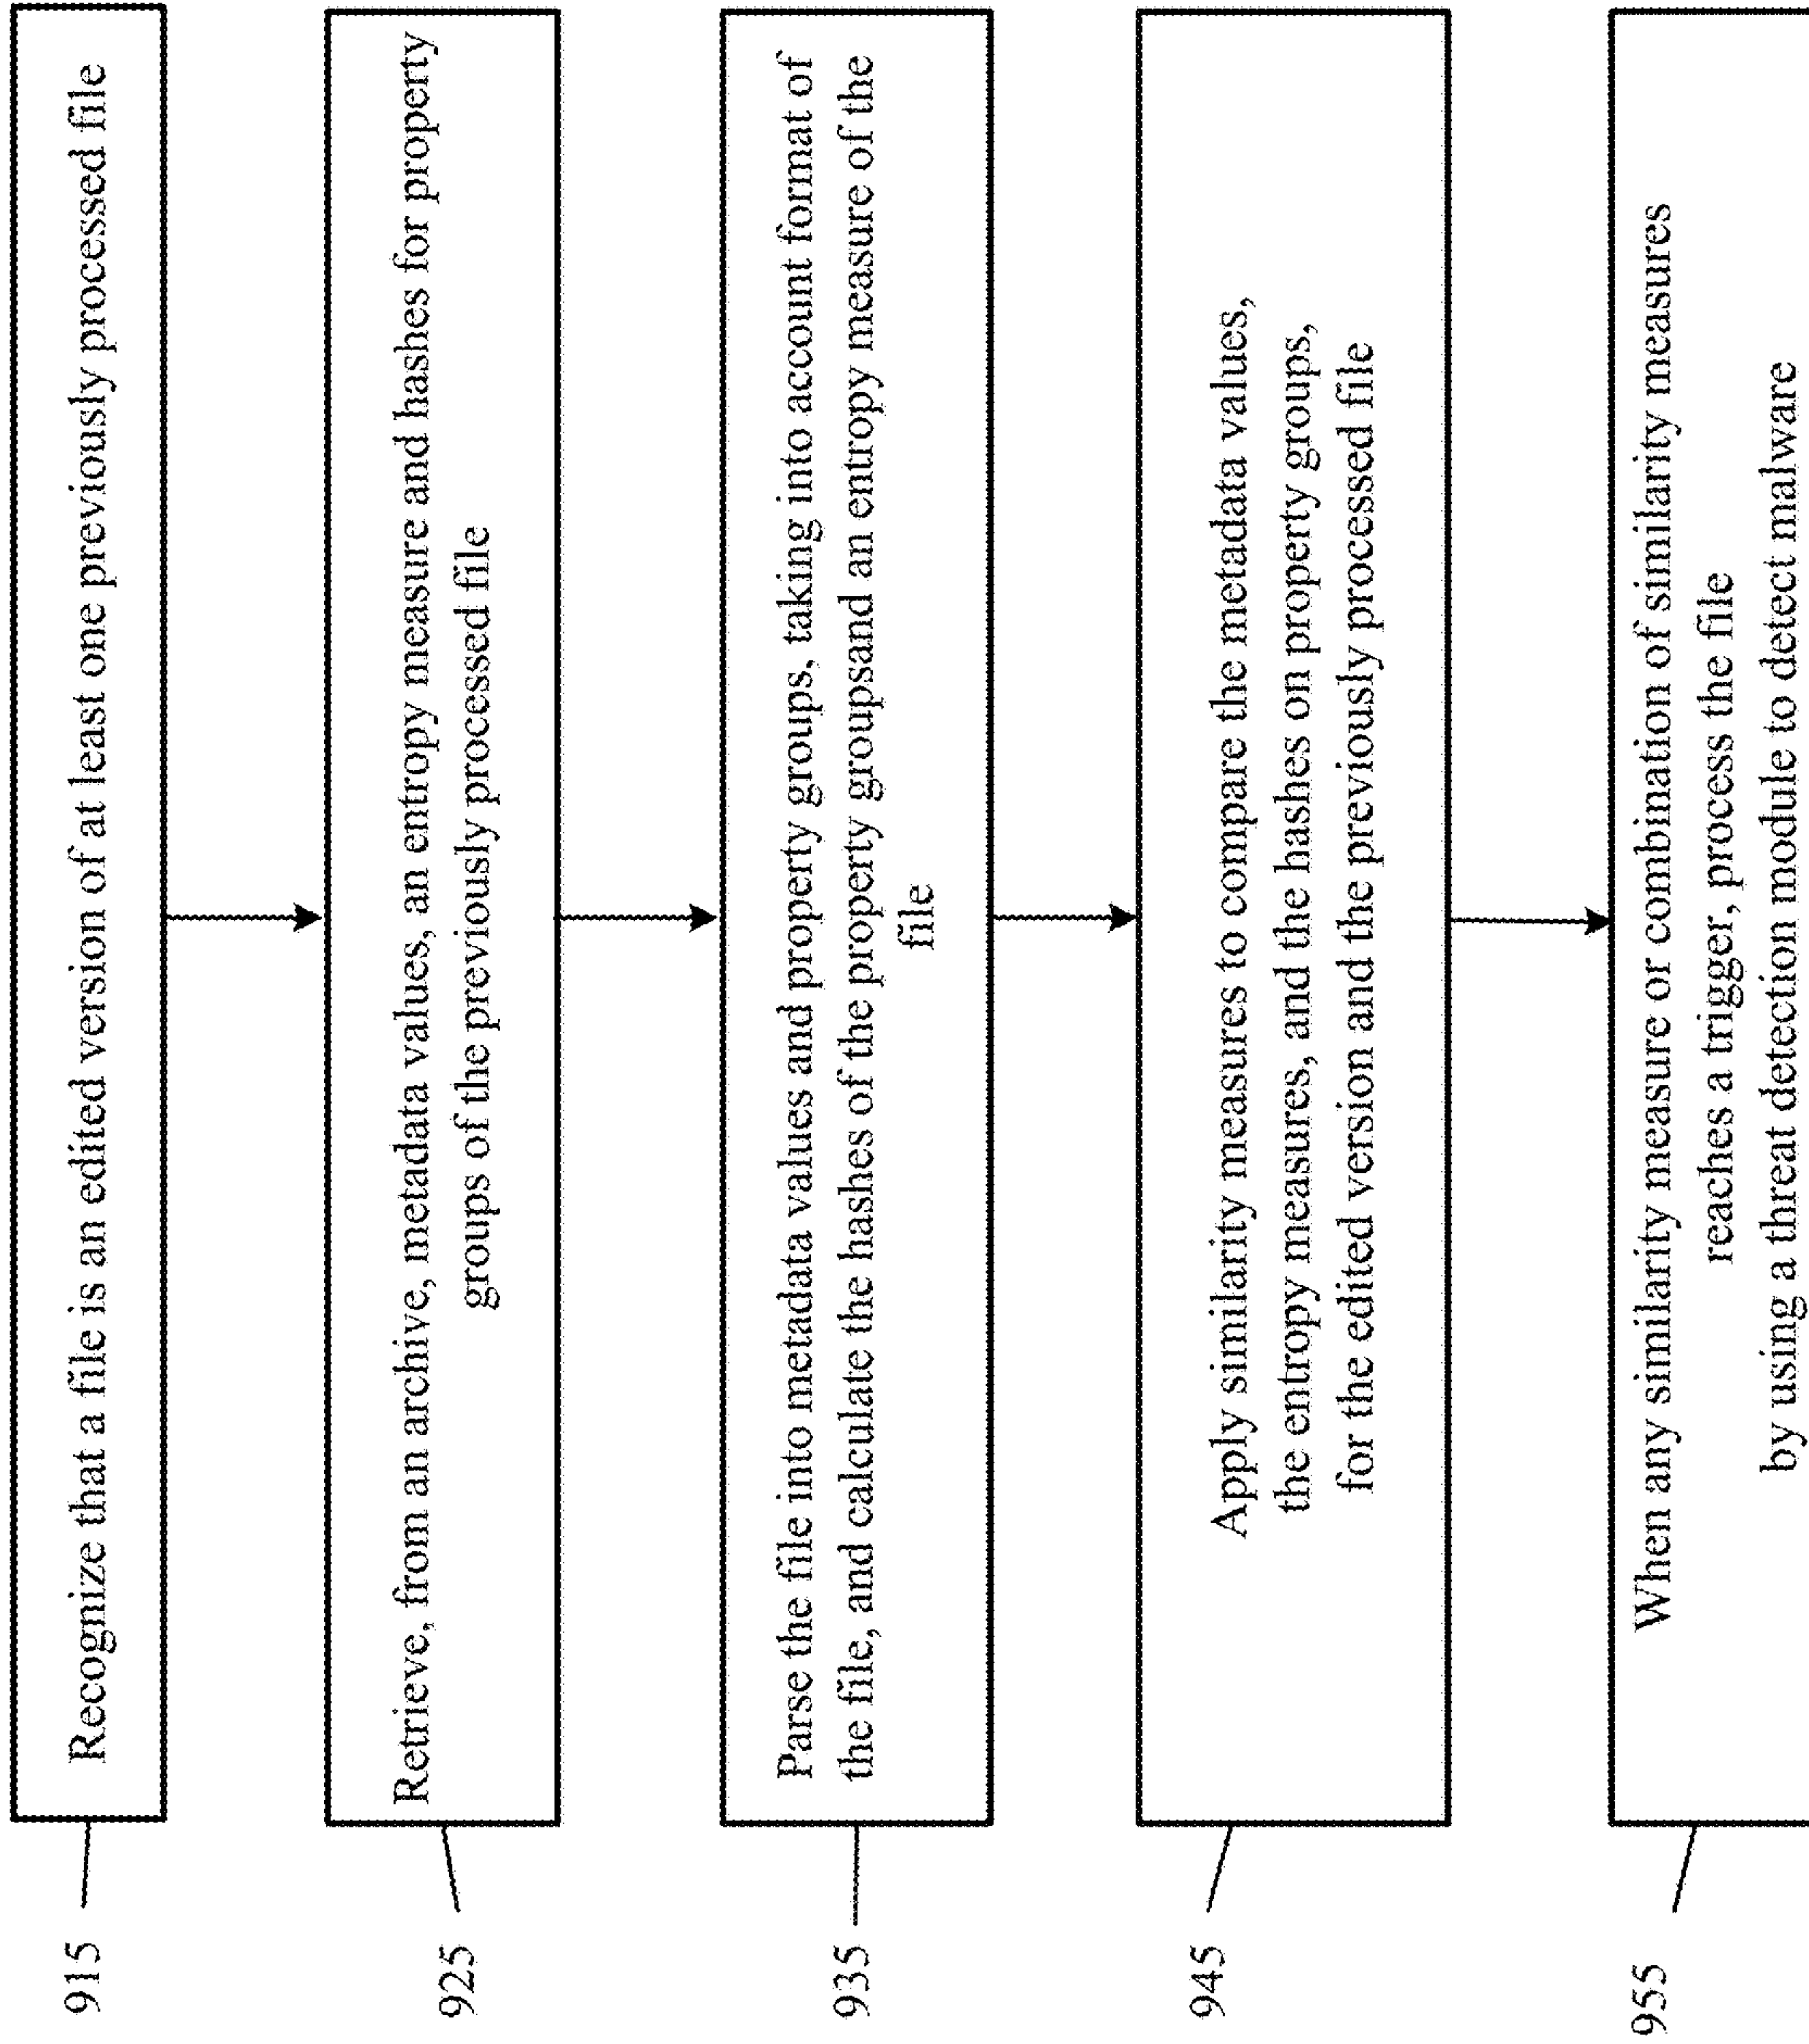 915
Recognize that a file is an edited version of at least one previously processed file
925
Retrieve, from an archive, metadata values, an entropy measure and hashes for property
groups of the previously processed file
935
Parse the file into metadata values and property groups, taking into account format of
the file, and calculate the hashes of the property groupsand an entropy measure of the
file
945
Apply similarity measures to compare the metadata values,
the entropy measures, and the hashes on property groups,
for the edited version and the previously processed file
955
When any similarity measure or combination of similarity measures
reaches a trigger, process the file
by using a threat detection module to detect malware